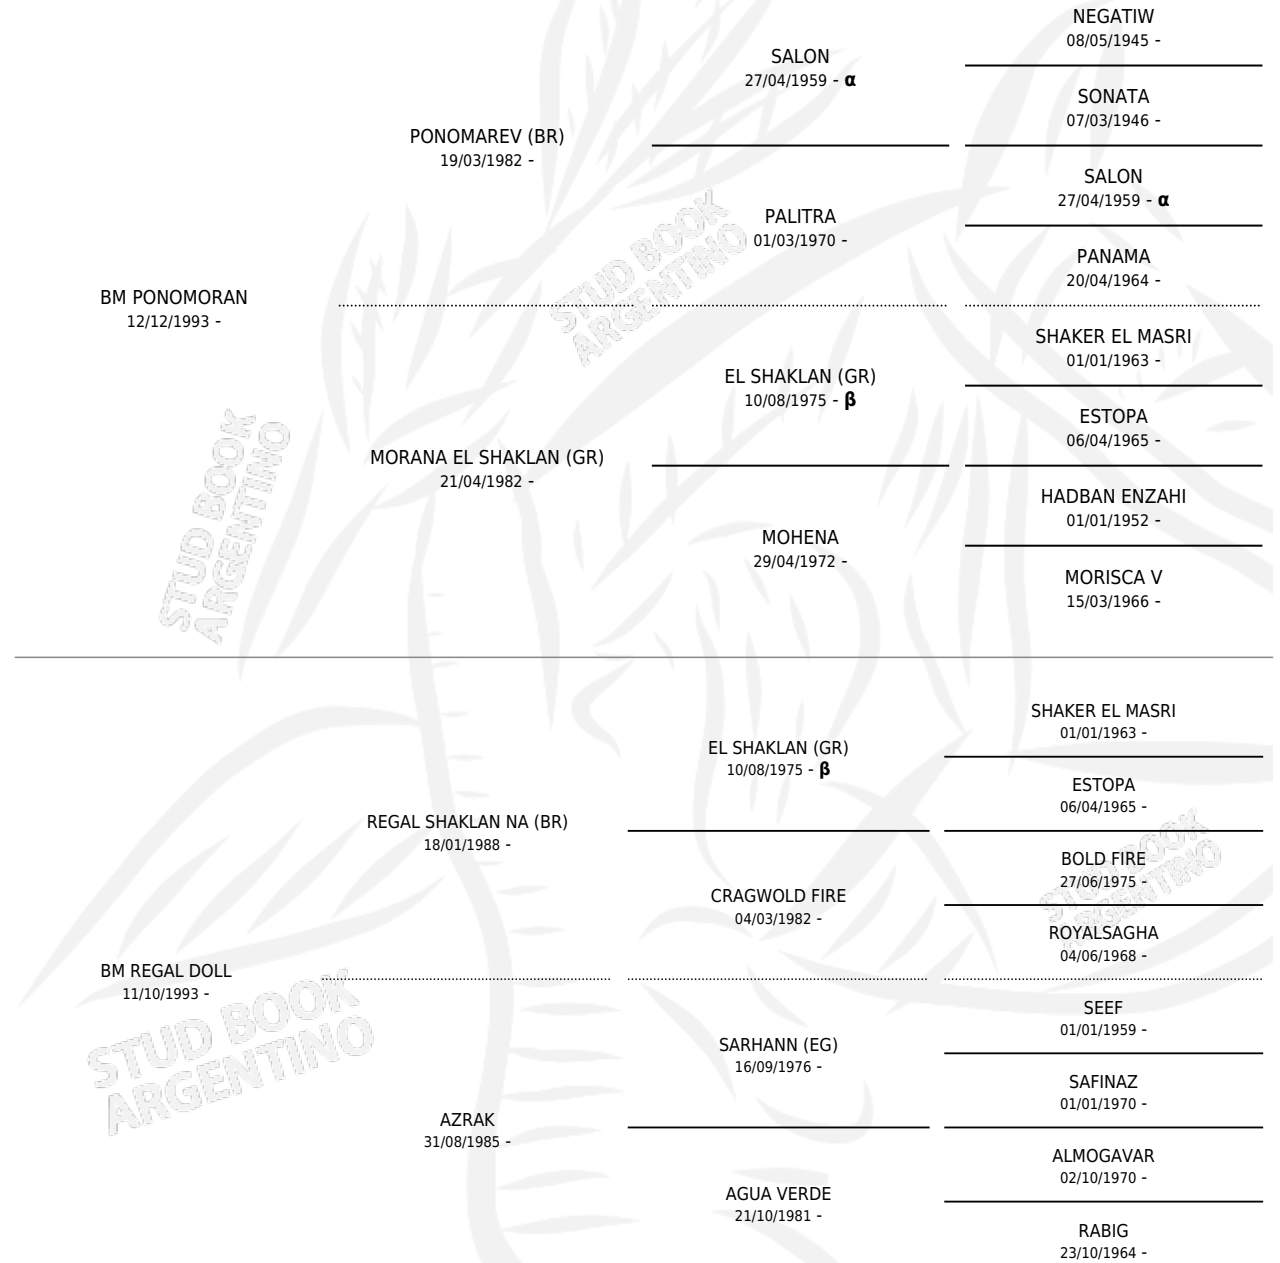 NEGATIW
08/05/1945 -
SALON
27/04/1959 - α
SONATA
07/03/1946 -
PONOMAREV (BR)
19/03/1982 -
SALON
27/04/1959 - α
PALITRA
01/03/1970 -
PANAMA
20/04/1964 -
BM PONOMORAN
12/12/1993 -
SHAKER EL MASRI
01/01/1963 -
EL SHAKLAN (GR)
10/08/1975 - β
ESTOPA
06/04/1965 -
MORANA EL SHAKLAN (GR)
21/04/1982 -
HADBAN ENZAHI
01/01/1952 -
MOHENA
29/04/1972 -
MORISCA V
15/03/1966 -
SHAKER EL MASRI
01/01/1963 -
EL SHAKLAN (GR)
10/08/1975 - β
ESTOPA
06/04/1965 -
REGAL SHAKLAN NA (BR)
18/01/1988 -
BOLD FIRE
27/06/1975 -
CRAGWOLD FIRE
04/03/1982 -
ROYALSAGHA
04/06/1968 -
BM REGAL DOLL
11/10/1993 -
SEEF
01/01/1959 -
SARHANN (EG)
16/09/1976 -
SAFINAZ
01/01/1970 -
AZRAK
31/08/1985 -
ALMOGAVAR
02/10/1970 -
AGUA VERDE
21/10/1981 -
RABIG
23/10/1964 -
STUD BOOK
ARGENTINO
STUD BOOK
ARGENTINO
STUD BOOK
ARGENTINO
STUD BOOK
ARGENTINO